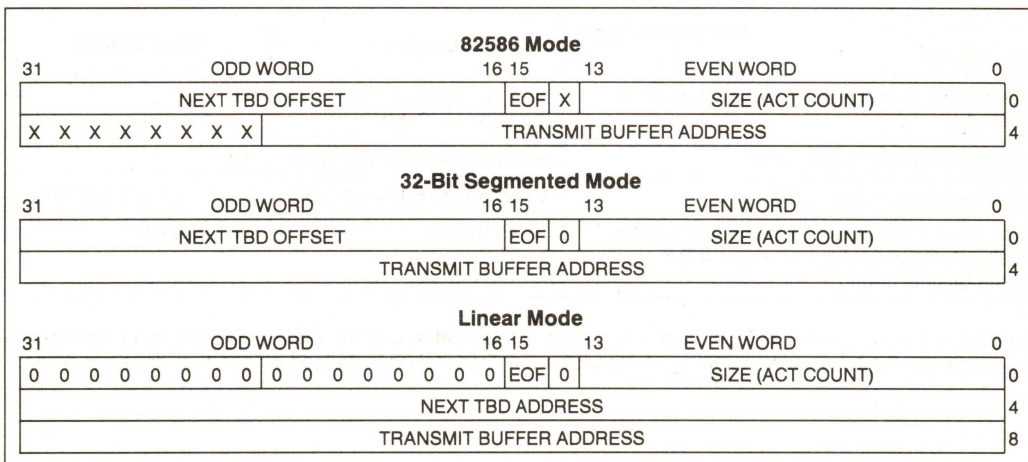 82586 Mode
31 ODD WORD 16 15 13 EVEN WORD 0
NEXT TBD OFFSET EOF X SIZE (ACT COUNT) 0
X X X X X X X X TRANSMIT BUFFER ADDRESS 4
32-Bit Segmented Mode
31 ODD WORD 16 15 13 EVEN WORD 0
NEXT TBD OFFSET EOF 0 SIZE (ACT COUNT) 0
TRANSMIT BUFFER ADDRESS 4
Linear Mode
31 ODD WORD 16 15 13 EVEN WORD 0
0 0 0 0 0 0 0 0 0 0 0 0 0 0 0 0 EOF 0 SIZE (ACT COUNT) 0
NEXT TBD ADDRESS 4
TRANSMIT BUFFER ADDRESS 8